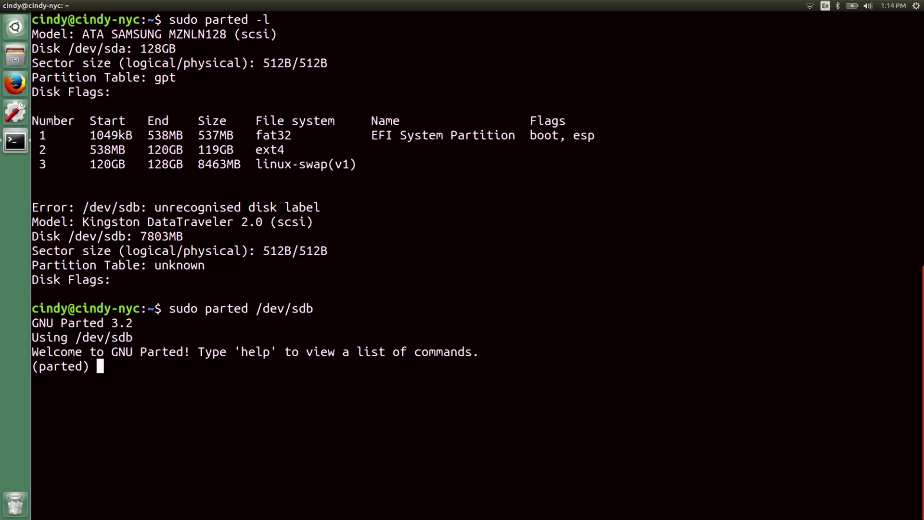 cindy@cindy-nyc: ~
En
1:14 PM
cindy@cindy-nyc:~$ sudo parted -l
Model: ATA SAMSUNG MZNLN128 (scsi)
Disk /dev/sda: 128GB
Sector size (logical/physical): 512B/512B
Partition Table: gpt
Disk Flags:
Number Start End Size File system Name Flags
1 1049kB 538MB 537MB fat32 EFI System Partition boot, esp
2 538MB 120GB 119GB ext4
3 120GB 128GB 8463MB linux-swap(v1)
Error: /dev/sdb: unrecognised disk label
Model: Kingston DataTraveler 2.0 (scsi)
Disk /dev/sdb: 7803MB
Sector size (logical/physical): 512B/512B
Partition Table: unknown
Disk Flags:
cindy@cindy-nyc:~$ sudo parted /dev/sdb
GNU Parted 3.2
Using /dev/sdb
Welcome to GNU Parted! Type 'help' to view a list of commands.
(parted)